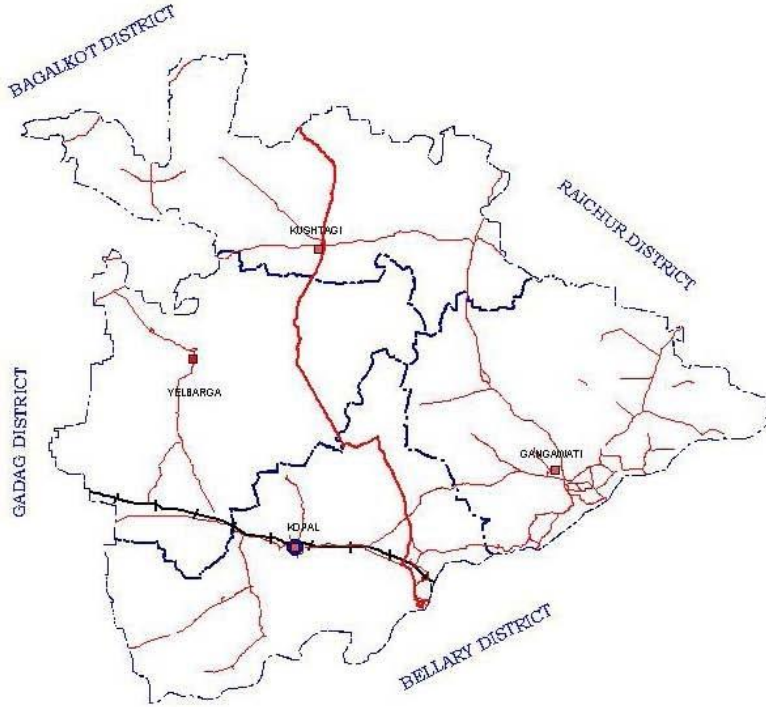 BAGALKOT DISTRICT
RAICHUR DISTRICT
KUSHTAGI
YELBARGA
GADAG DISTRICT
GANGAWATI
KOPAL
BELLARY DISTRICT